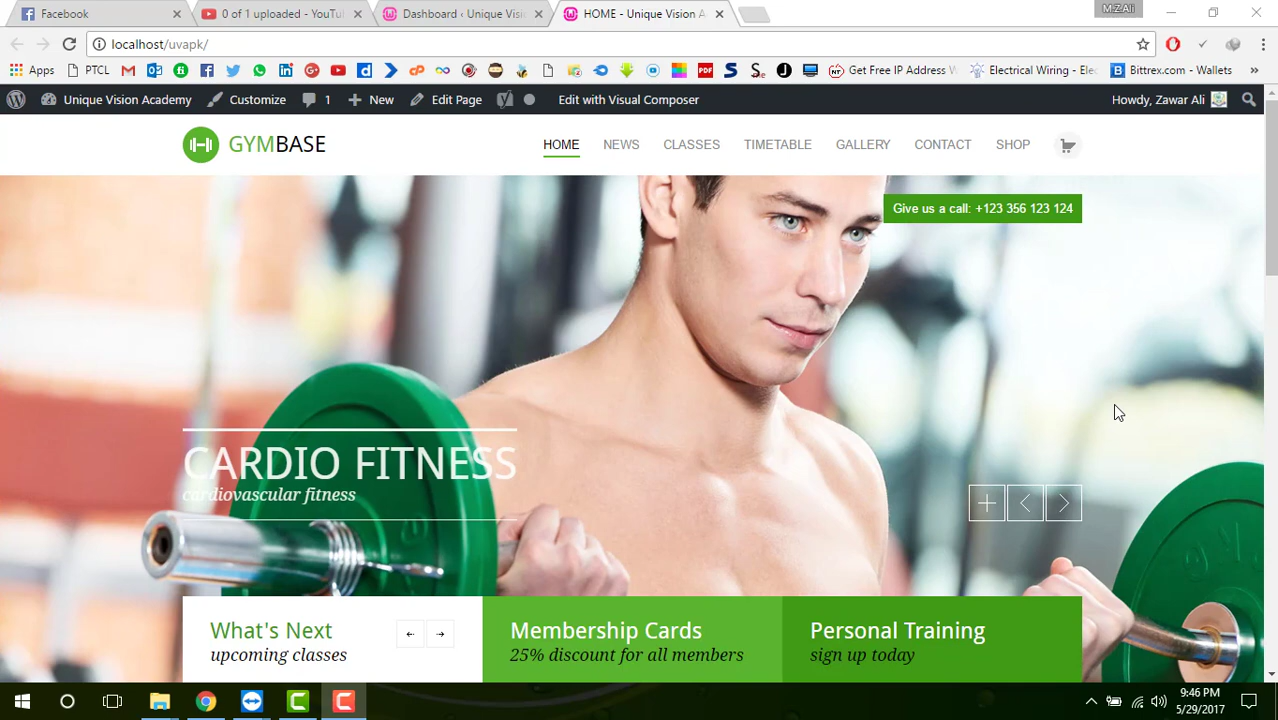 Facebook
0 of 1 uploaded - YouTu
Dashboard ‹ Unique Visi
HOME - Unique Vision A
M.Z.Ali
localhost/uvapk/
Apps
PTCL
Get Free IP Address
Electrical Wiring - Elec
Bittrex.com - Wallets
Unique Vision Academy
Customize
1
New
Edit Page
Edit with Visual Composer
Howdy, Zawar Ali
GYMBASE
HOME
NEWS
CLASSES
TIMETABLE
GALLERY
CONTACT
SHOP
Give us a call: +123 356 123 124
CARDIO FITNESS
cardiovascular fitness
What's Next
upcoming classes
Membership Cards
25% discount for all members
Personal Training
sign up today
9:46 PM
5/29/2017